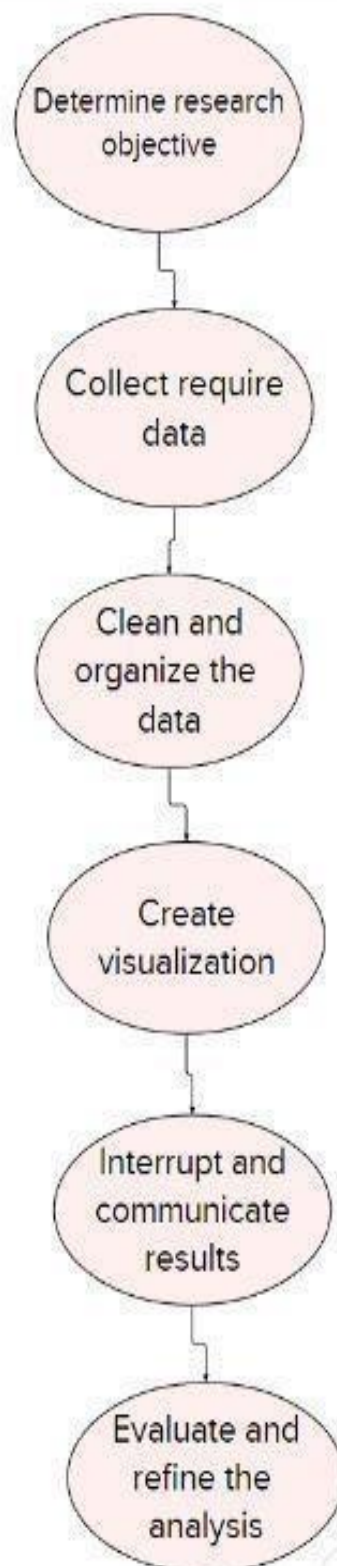 Determine research
objective
Collect require
data
Clean and
organize the
data
Create
visualization
Interrupt and
communicate
results
Evaluate and
refine the
analysis